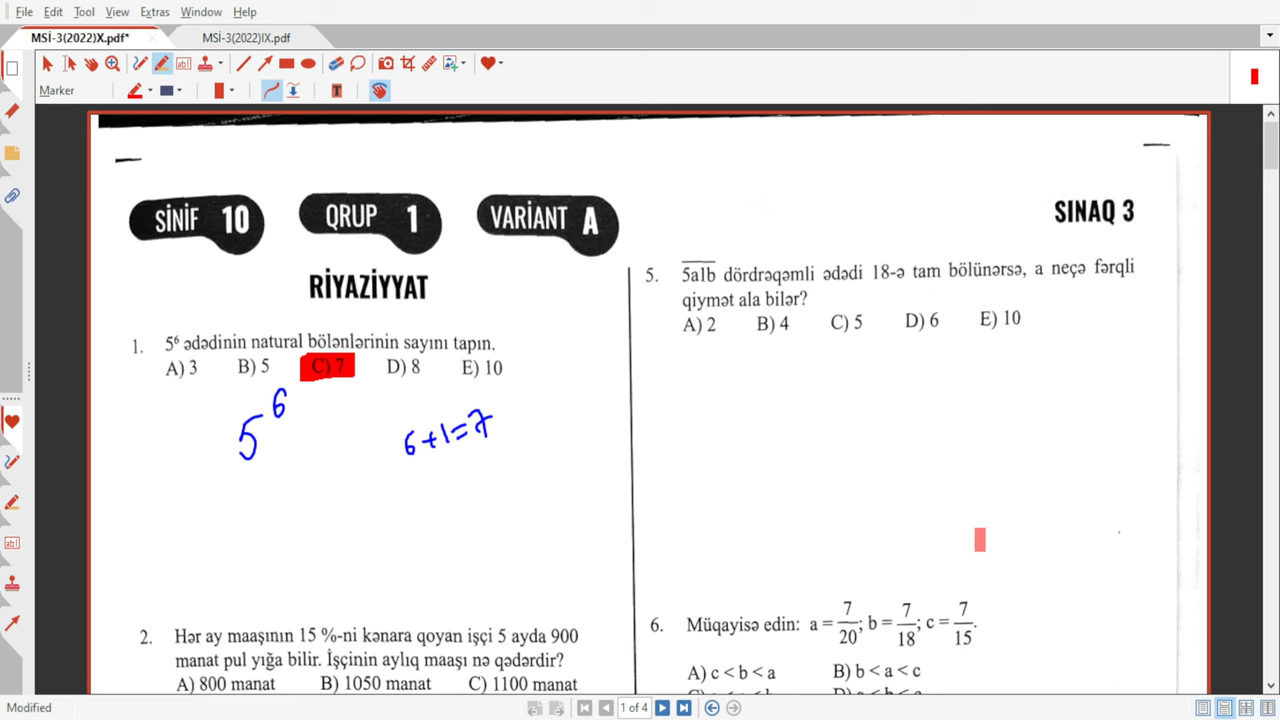 File Edit Tool View Extras Window Help
MSİ-3(2022)X.pdf* MSİ-3(2022)IX.pdf
Marker
SİNİF 10 QRUP 1 VARİANT A SINAQ 3
RİYAZİYYAT
1. 5⁶ ədədinin natural bölənlərinin sayını tapın.
A) 3 B) 5 C) 7 D) 8 E) 10
5⁶ 6+1=7
2. Hər ay maaşının 15 %-ni kənara qoyan işçi 5 ayda 900
manat pul yığa bilir. İşçinin aylıq maaşı nə qədərdir?
A) 800 manat B) 1050 manat C) 1100 manat
5. 5a1b dördrəqəmli ədədi 18-ə tam bölünərsə, a neçə fərqli
qiymət ala bilər?
A) 2 B) 4 C) 5 D) 6 E) 10
6. Müqayisə edin: a = 7/20; b = 7/18; c = 7/15.
A) c < b < a B) b < a < c
Modified 1 of 4